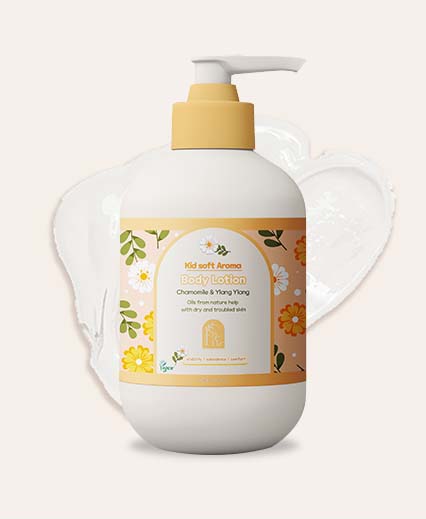 Kid soft Aroma
Body Lotion
Chamomile & Ylang Ylang
Oils from nature help
with dry and troubled skin
Vegan